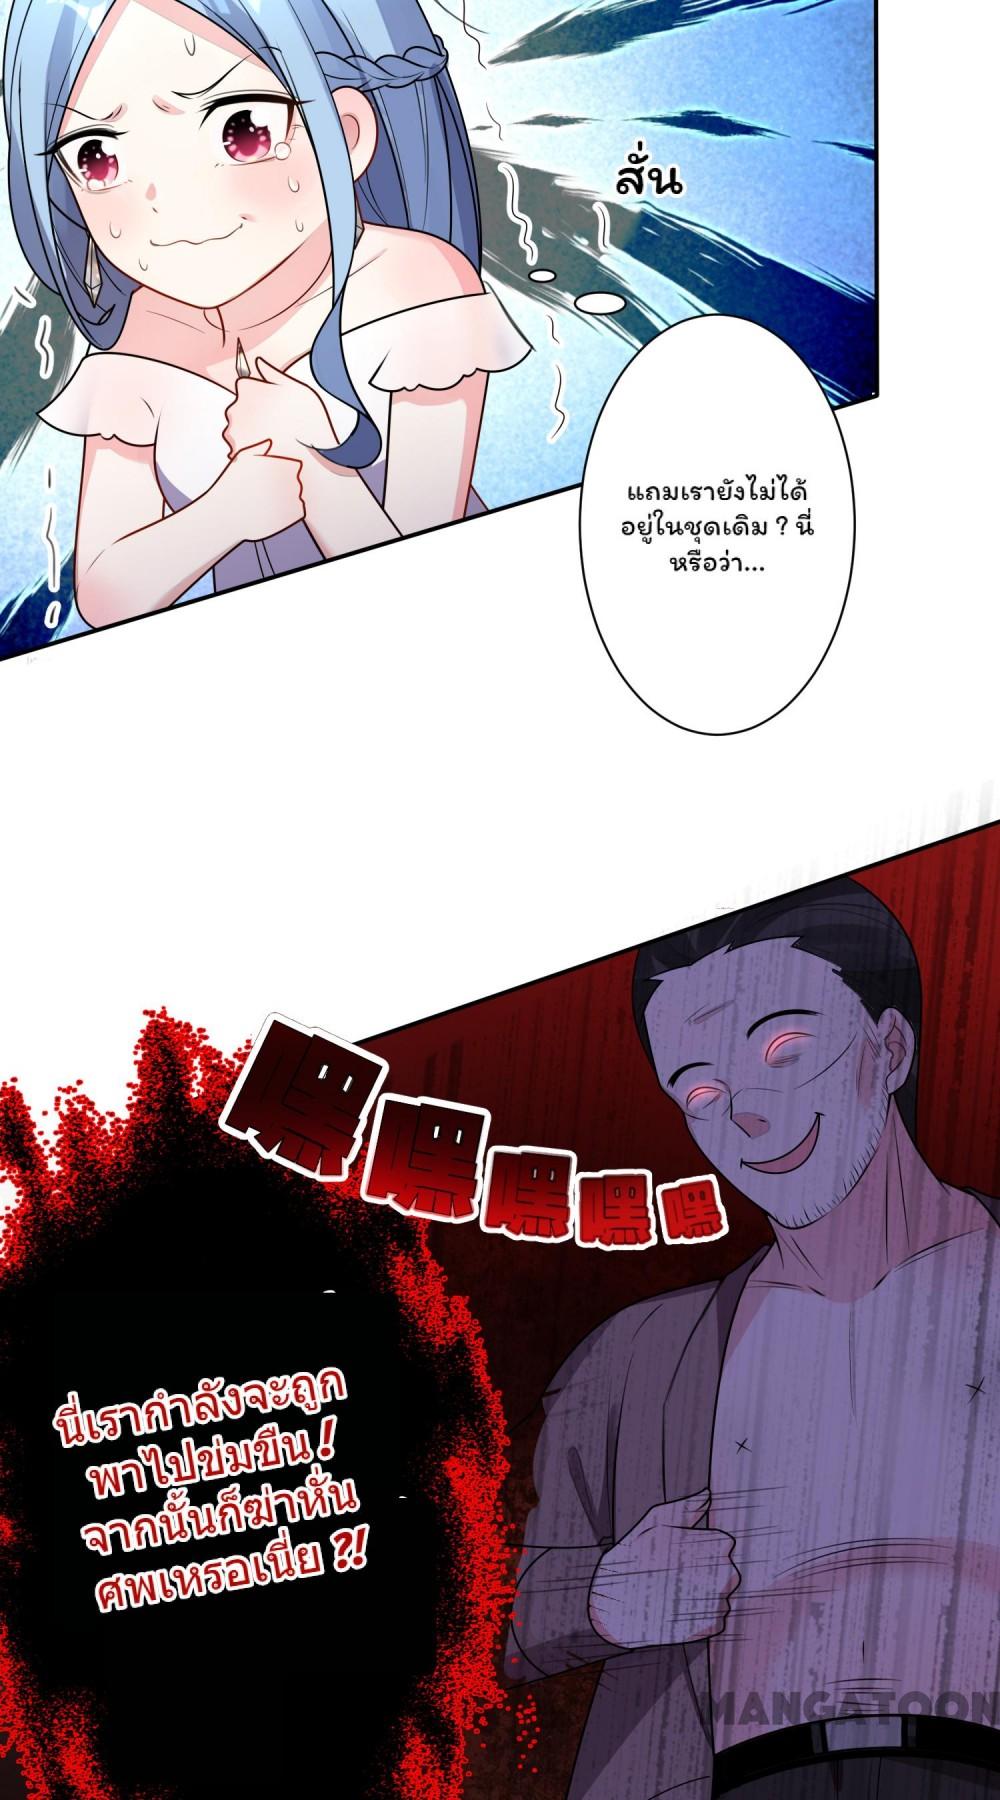 สั่น
แถมเรายังไม่ได้
อยู่ในชุดเดิม ? นี่
หรือว่า...
嘿嘿嘿嘿嘿
นี่เรากำลังจะถูก
พาไปข่มขืน !
จากนั้นก็ฆ่าหั่น
ศพเหรอเนี่ย ?!
MANGATOON